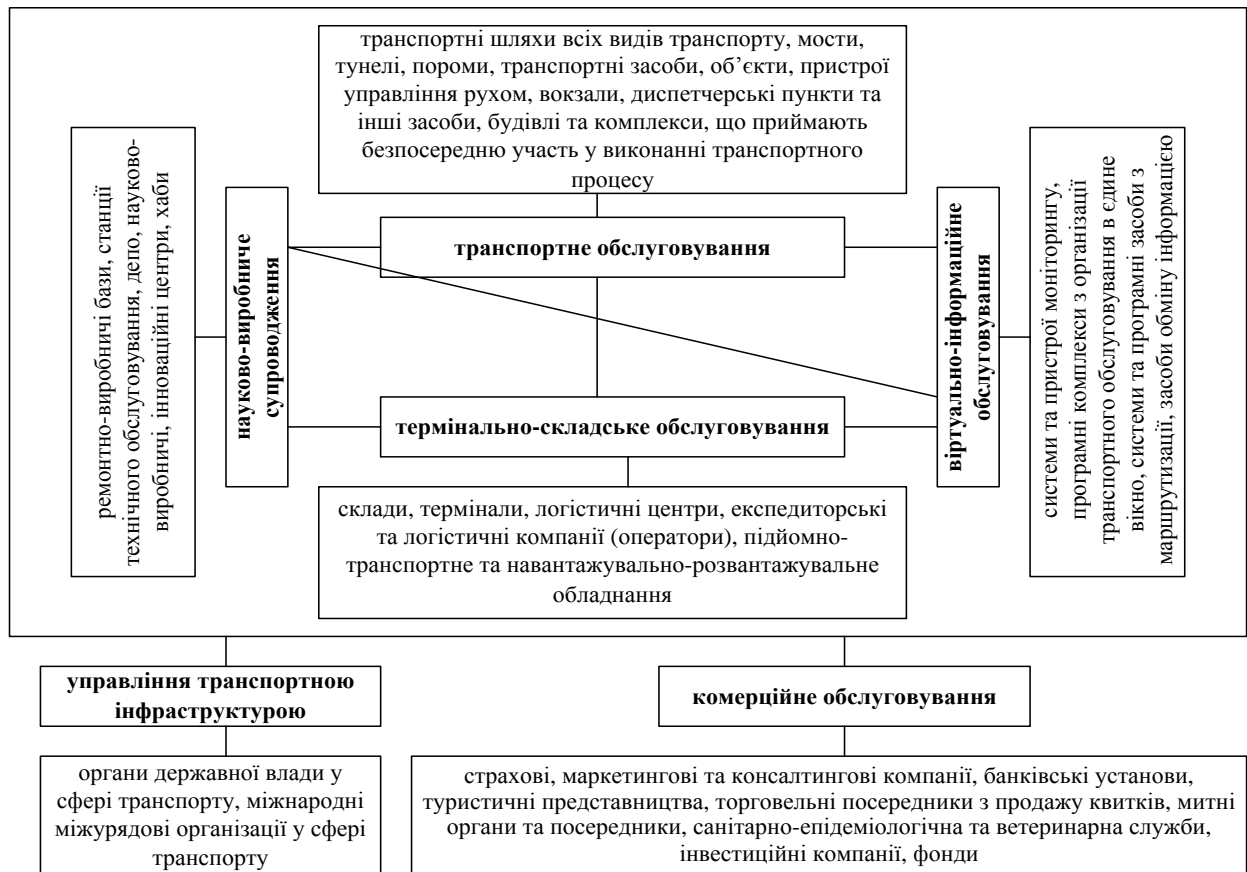 транспортні шляхи всіх видів транспорту, мости,
тунелі, пороми, транспортні засоби, об’єкти, пристрої
управління рухом, вокзали, диспетчерські пункти та
інші засоби, будівлі та комплекси, що приймають
безпосередню участь у виконанні транспортного
процесу
ремонтно-виробничі бази, станції
технічного обслуговування, депо, науково-
виробничі, інноваційні центри, хаби
науково-виробниче
супроводження
транспортне обслуговування
термінально-складське обслуговування
віртуально-інформаційне
обслуговування
системи та пристрої моніторингу,
програмні комплекси з організації
транспортного обслуговування в єдине
вікно, системи та програмні засоби з
маршрутизації, засоби обміну інформацією
склади, термінали, логістичні центри, експедиторські
та логістичні компанії (оператори), підйомно-
транспортне та навантажувально-розвантажувальне
обладнання
управління транспортною
інфраструктурою
комерційне обслуговування
органи державної влади у
сфері транспорту, міжнародні
міжурядові організації у сфері
транспорту
страхові, маркетингові та консалтингові компанії, банківські установи,
туристичні представництва, торговельні посередники з продажу квитків, митні
органи та посередники, санітарно-епідеміологічна та ветеринарна служби,
інвестиційні компанії, фонди